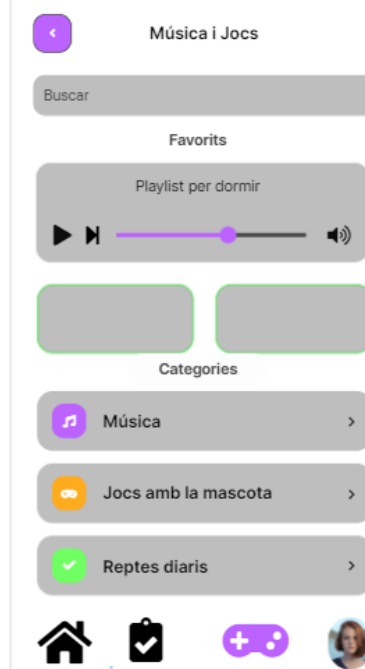 Música i Jocs
Buscar
Favorits
Playlist per dormir
Categories
Música
Jocs amb la mascota
Reptes diaris